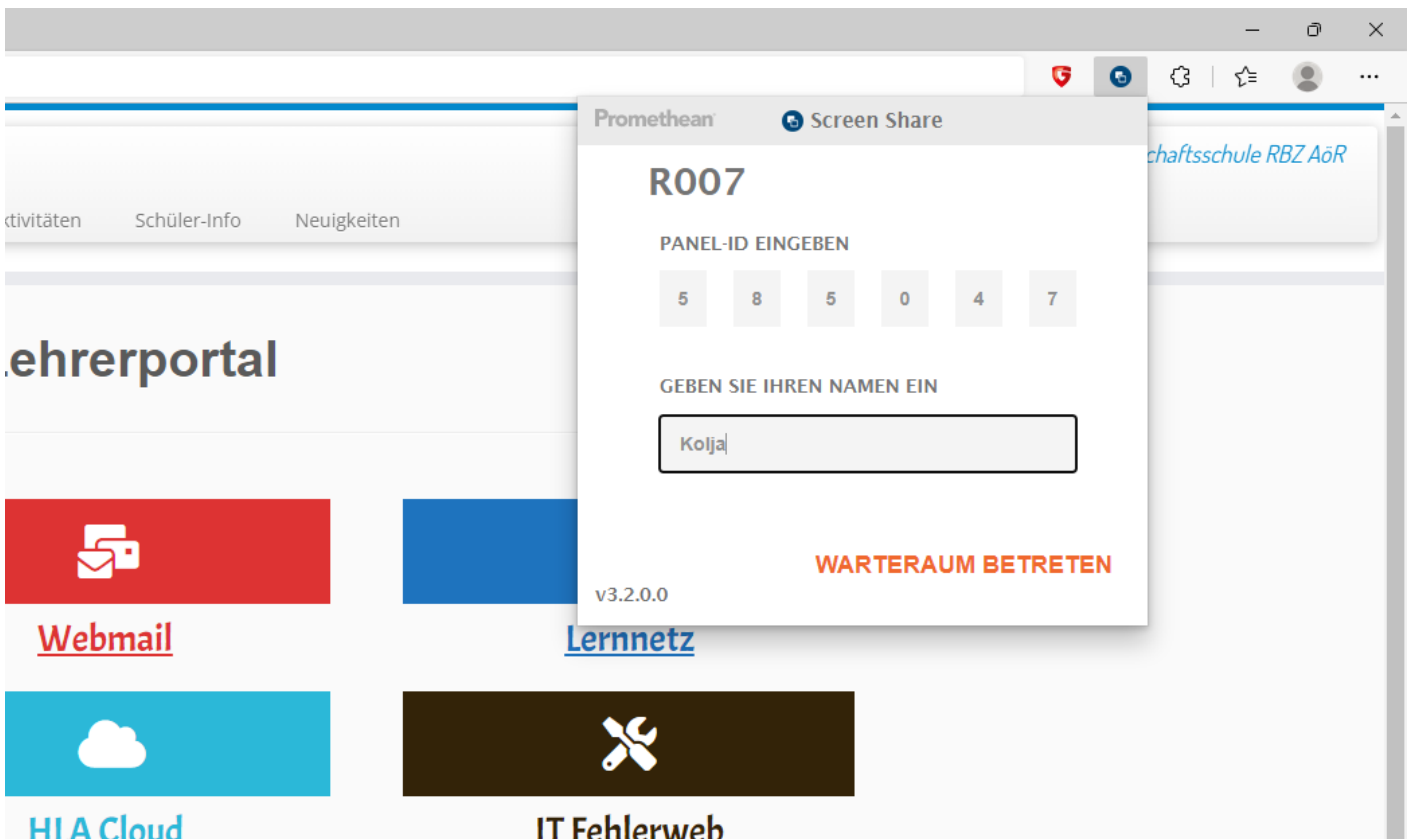 Promethean Screen Share
chaftsschule RBZ AöR
R007
ktivitäten Schüler-Info Neuigkeiten
PANEL-ID EINGEBEN
5 8 5 0 4 7
ehrerportal
GEBEN SIE IHREN NAMEN EIN
Kolja
WARTERAUM BETRETEN
v3.2.0.0
Webmail Lernnetz
HLA Cloud IT Fehlerweb